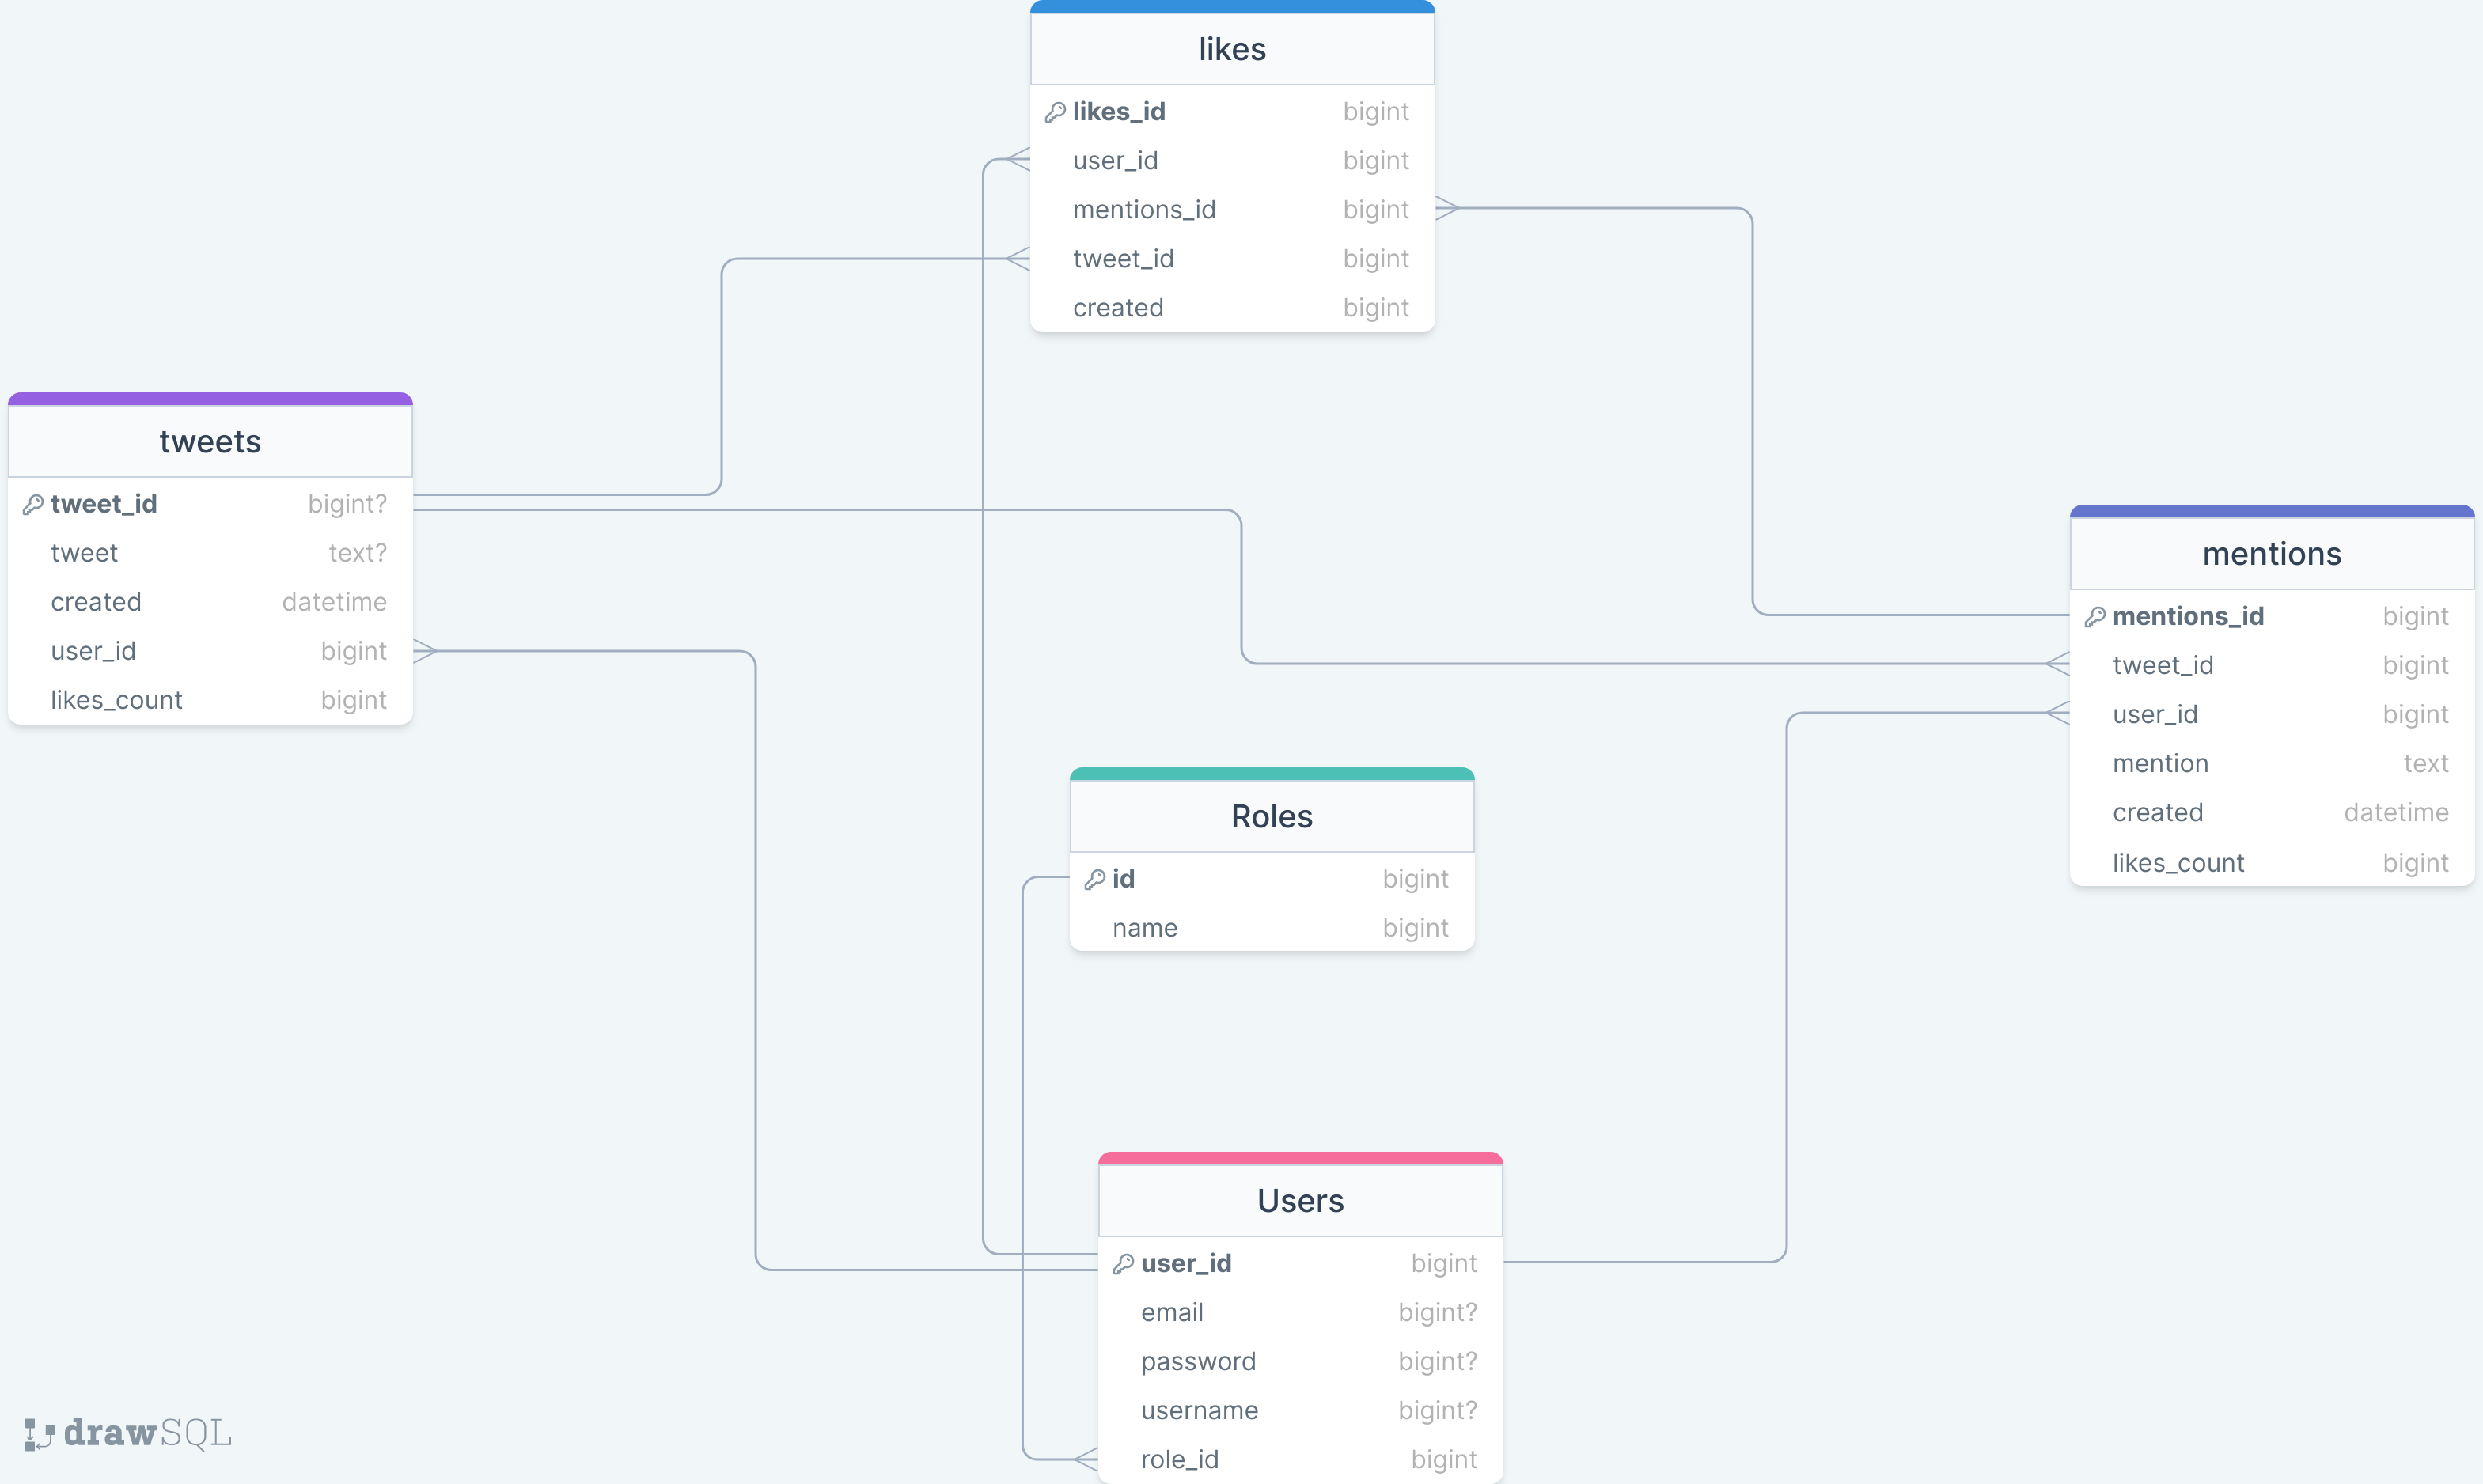 likes
likes_id bigint
user_id bigint
mentions_id bigint
tweet_id bigint
created bigint
tweets
tweet_id bigint?
tweet text?
created datetime
user_id bigint
likes_count bigint
mentions
mentions_id bigint
tweet_id bigint
user_id bigint
mention text
created datetime
likes_count bigint
Roles
id bigint
name bigint
Users
user_id bigint
email bigint?
password bigint?
username bigint?
role_id bigint
drawSQL